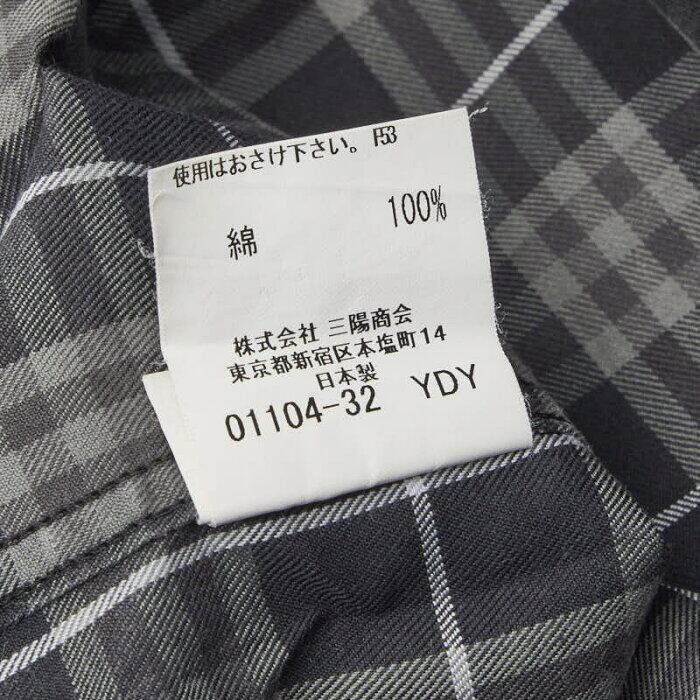 使用はおさけ下さい。 F53
綿 100%
株式会社 三陽商会
東京都新宿区本塩町14
日本製
01104-32 YDY